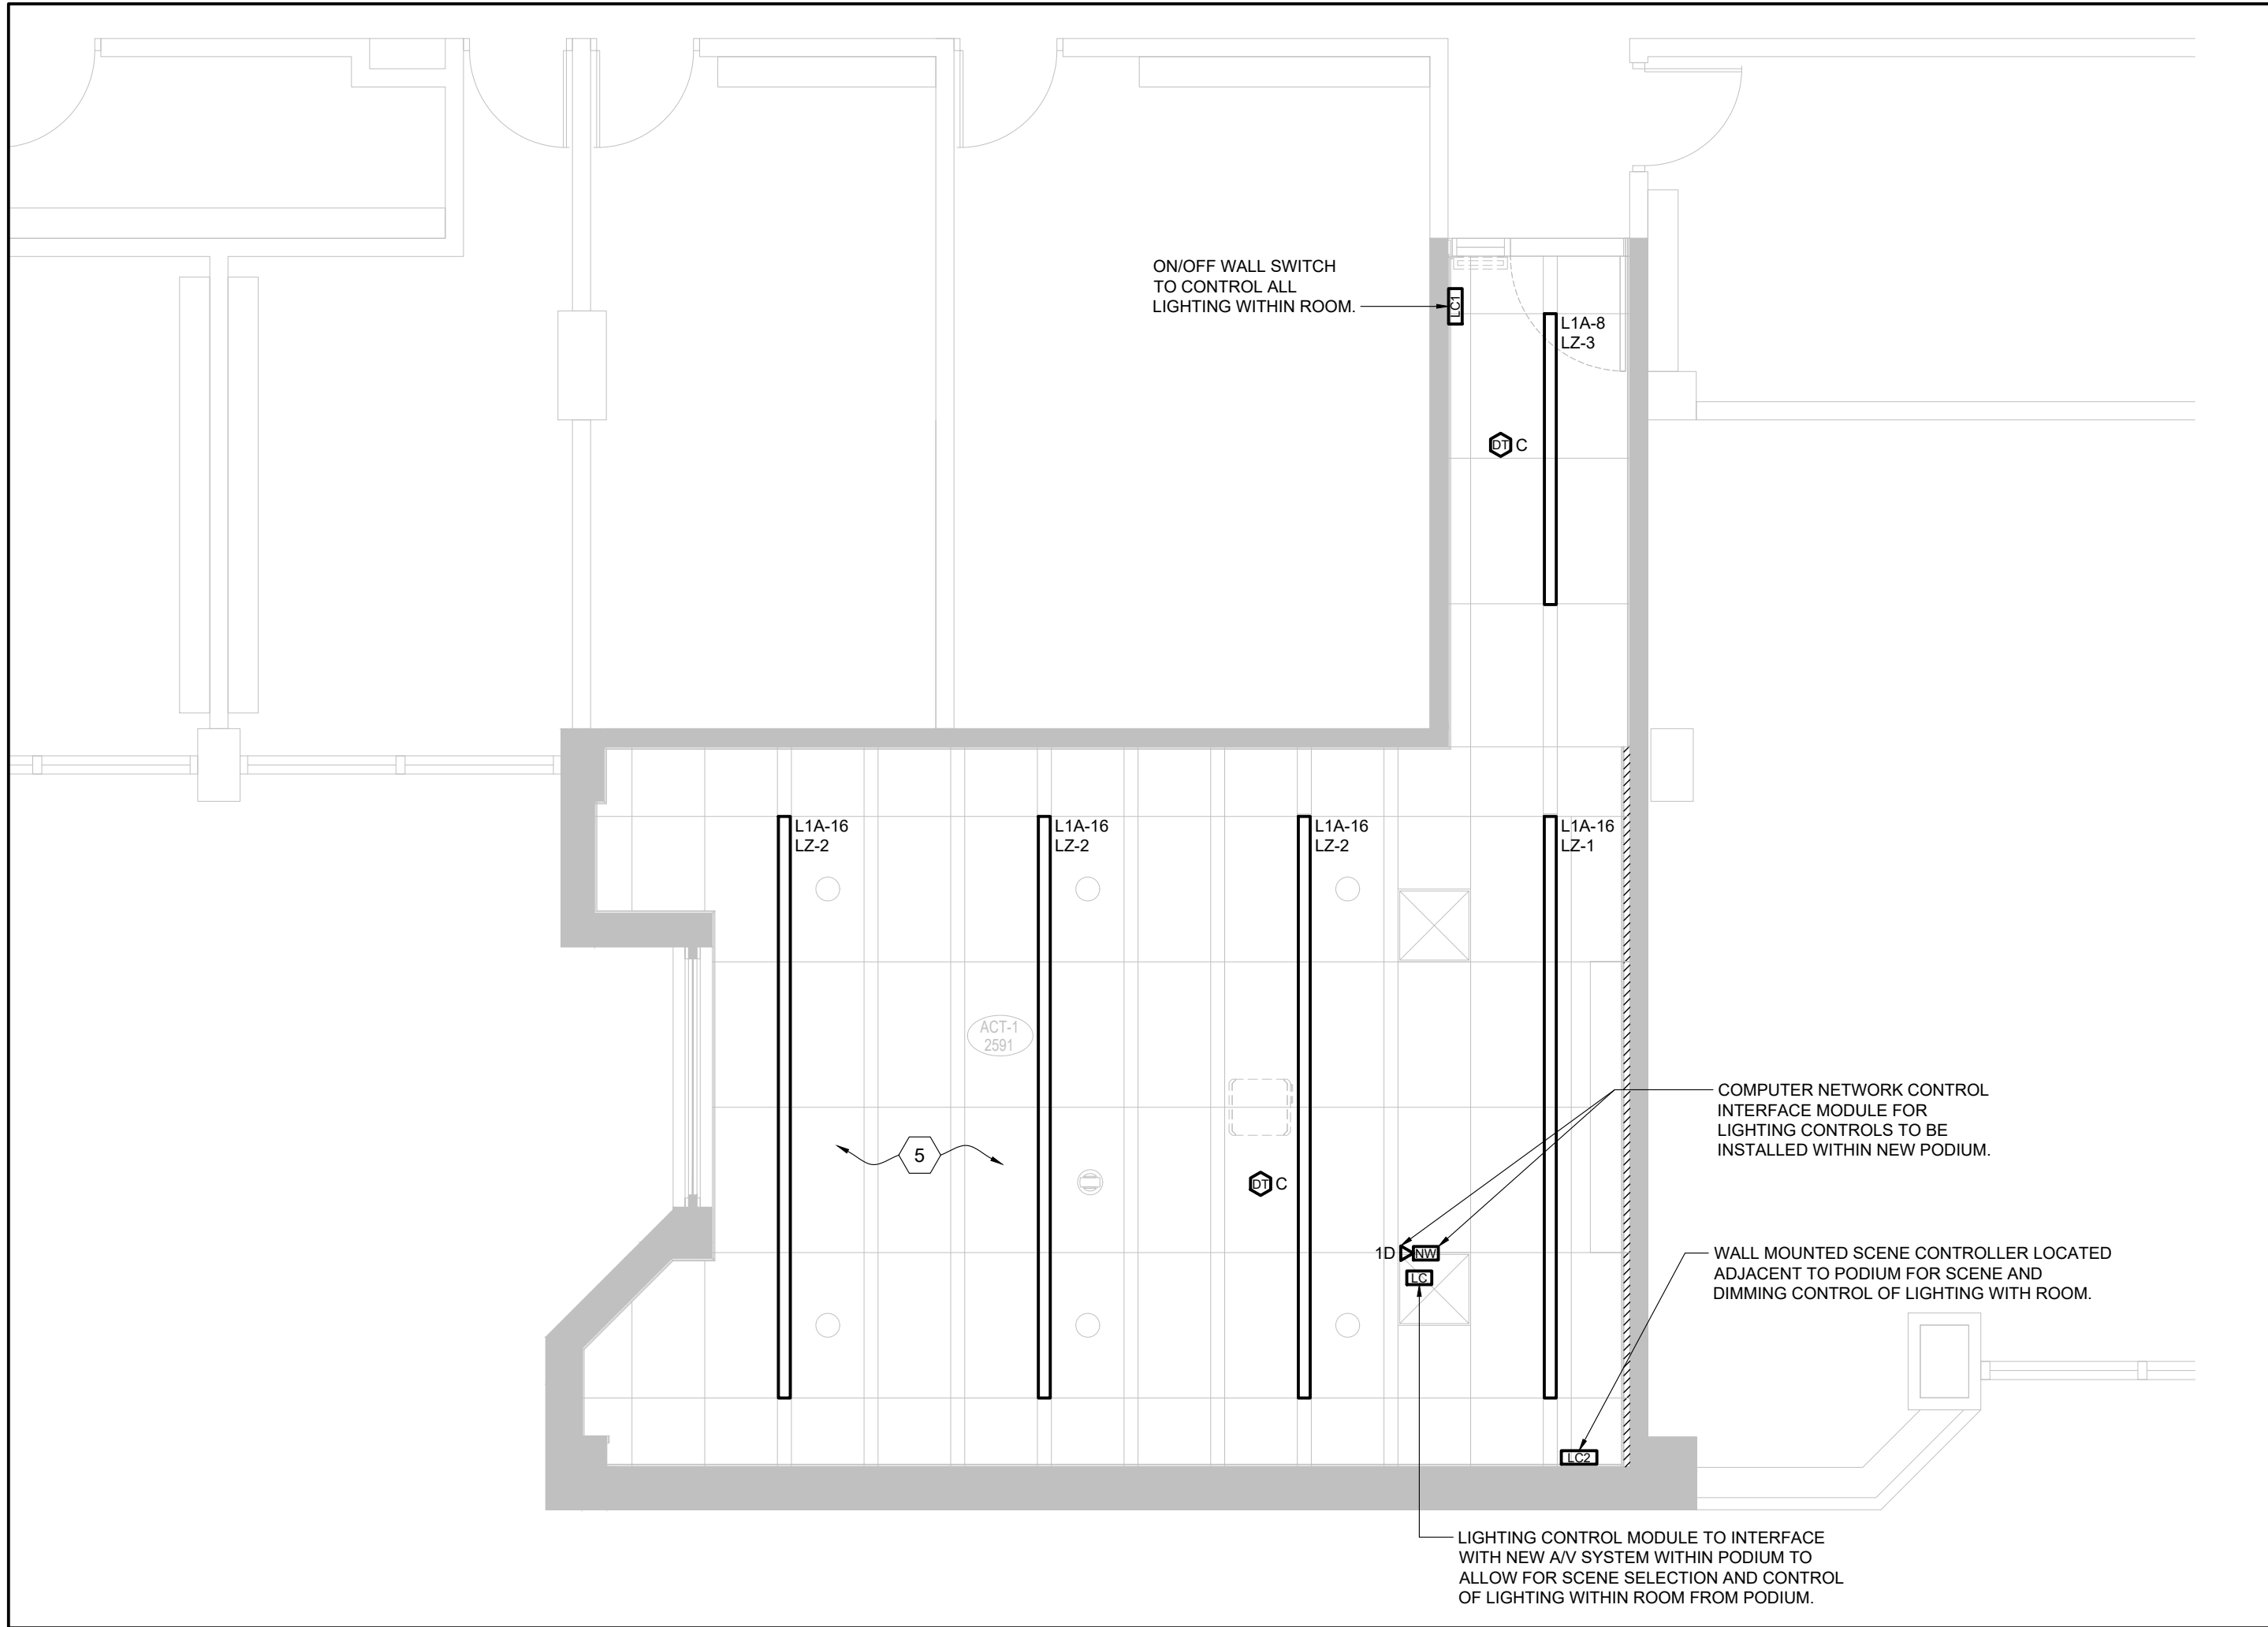 ON/OFF WALL SWITCH
TO CONTROL ALL
LIGHTING WITHIN ROOM.
LC1
L1A-8
LZ-3
DT C
L1A-16
LZ-2
L1A-16
LZ-2
L1A-16
LZ-2
L1A-16
LZ-1
ACT-1
2591
COMPUTER NETWORK CONTROL
INTERFACE MODULE FOR
LIGHTING CONTROLS TO BE
INSTALLED WITHIN NEW PODIUM.
5
DT C
1D NW
LC
WALL MOUNTED SCENE CONTROLLER LOCATED
ADJACENT TO PODIUM FOR SCENE AND
DIMMING CONTROL OF LIGHTING WITH ROOM.
LC2
LIGHTING CONTROL MODULE TO INTERFACE
WITH NEW A/V SYSTEM WITHIN PODIUM TO
ALLOW FOR SCENE SELECTION AND CONTROL
OF LIGHTING WITHIN ROOM FROM PODIUM.